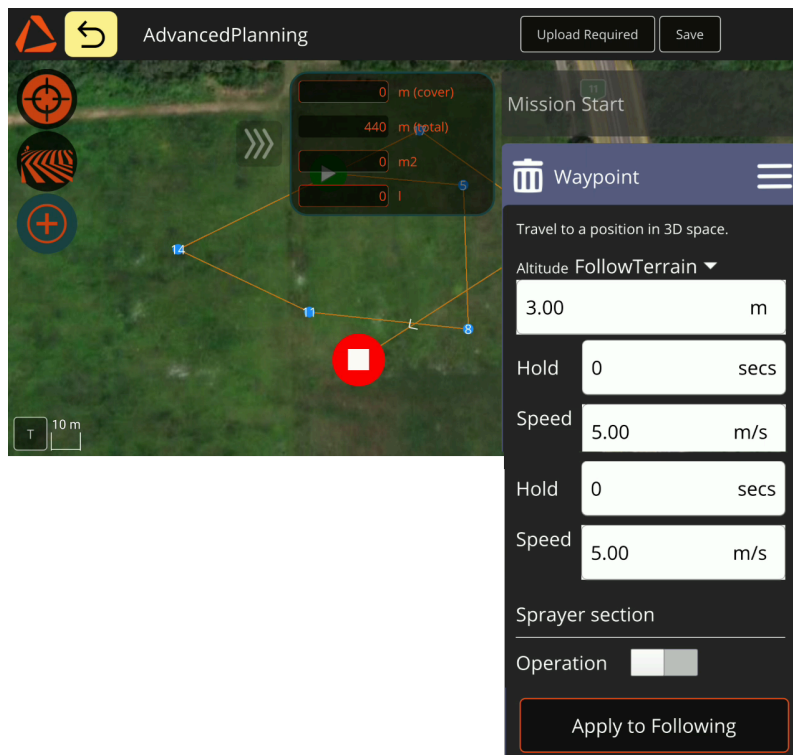 AdvancedPlanning
Upload Required
Save
0 m (cover)
440 m (total)
0 m2
0 l
5
14
11
8
T
10 m
11
Mission Start
Waypoint
Travel to a position in 3D space.
Altitude FollowTerrain
3.00 m
Hold 0 secs
Speed 5.00 m/s
Hold 0 secs
Speed 5.00 m/s
Sprayer section
Operation
Apply to Following